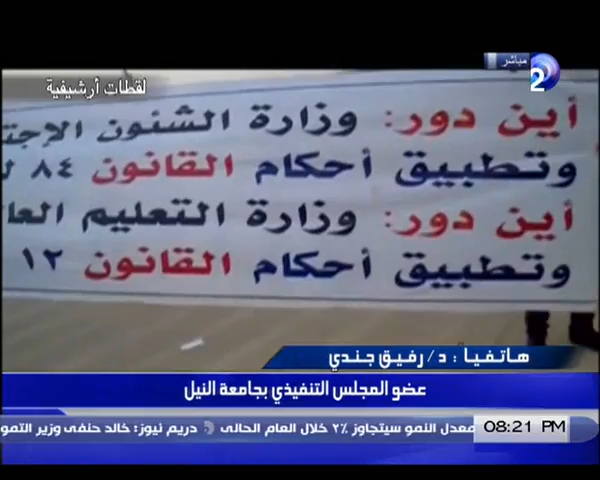 مباشر
2
لقطات أرشيفية
أين دور: وزارة الشئون الإجتـ
وتطبيق أحكام القانون ٨٤
أين دور: وزارة التعليم العا
وتطبيق أحكام القانون ١٢
هاتفيا : د/ رفيق جندي
عضو المجلس التنفيذي بجامعة النيل
معدل النمو سيتجاوز ٢٪ خلال العام الحالى دريم نيوز: خالد حنفى وزير التمو
08:21 PM